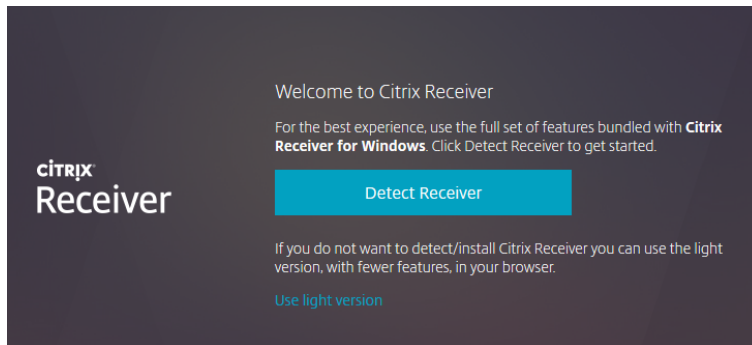 Welcome to Citrix Receiver
For the best experience, use the full set of features bundled with Citrix
Receiver for Windows. Click Detect Receiver to get started.
CITRIX
Receiver
Detect Receiver
If you do not want to detect/install Citrix Receiver you can use the light
version, with fewer features, in your browser.
Use light version